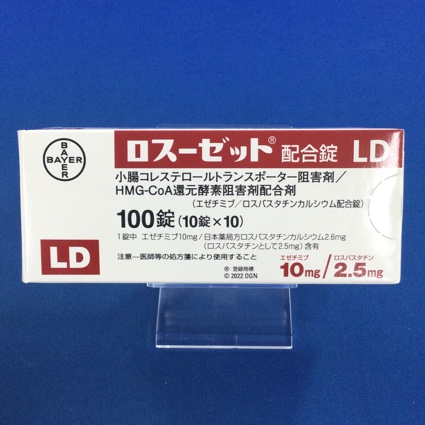 BAYER
BAYER
ロスーゼット® 配合錠 LD
小腸コレステロールトランスポーター阻害剤／
HMG-CoA還元酵素阻害剤配合剤
（エゼチミブ／ロスバスタチンカルシウム配合錠）
100錠（10錠×10）
1錠中 エゼチミブ10mg／日本薬局方ロスバスタチンカルシウム2.6mg
（ロスバスタチンとして2.5mg）含有
LD
注意－医師等の処方箋により使用すること
®登録商標
© 2022 OGN
エゼチミブ ロスバスタチン
10mg／2.5mg